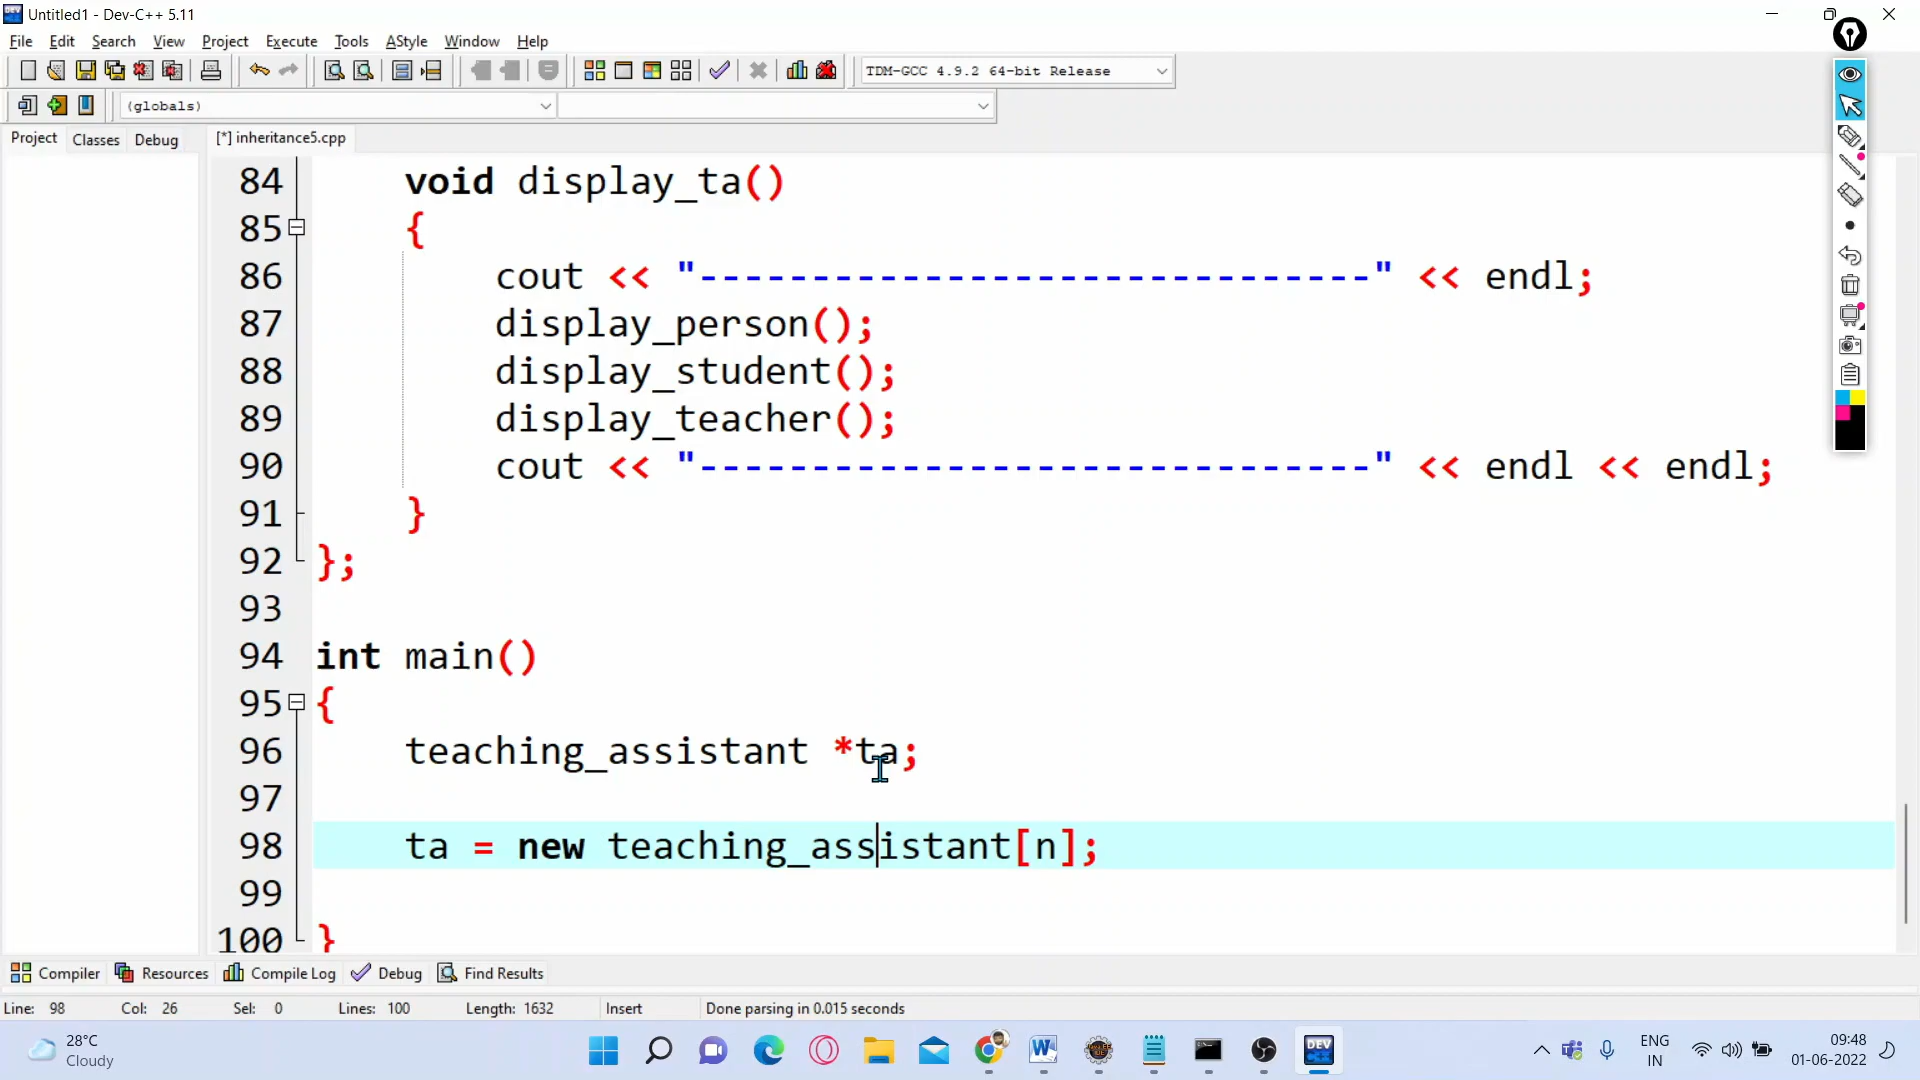 Untitled1 - Dev-C++ 5.11
File Edit Search View Project Execute Tools AStyle Window Help
TDM-GCC 4.9.2 64-bit Release
(globals)
Project Classes Debug [*] inheritance5.cpp
84 void display_ta()
85 {
86 cout << "------------------------------" << endl;
87 display_person();
88 display_student();
89 display_teacher();
90 cout << "------------------------------" << endl << endl;
91 }
92 };
93
94 int main()
95 {
96 teaching_assistant *ta;
97
98 ta = new teaching_assistant[n];
99
100 }
Compiler Resources Compile Log Debug Find Results
Line: 98 Col: 26 Sel: 0 Lines: 100 Length: 1632 Insert Done parsing in 0.015 seconds
28°C
Cloudy
ENG
IN
09:48
01-06-2022